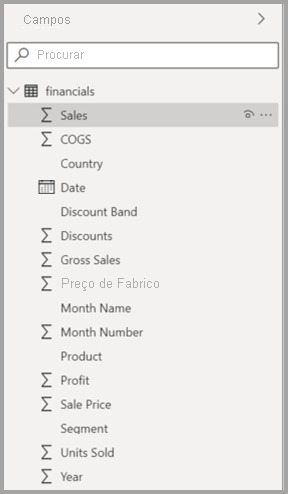 Campos
Procurar
financials
Sales
COGS
Country
Date
Discount Band
Discounts
Gross Sales
Preço de Fabrico
Month Name
Month Number
Product
Profit
Sale Price
Segment
Units Sold
Year